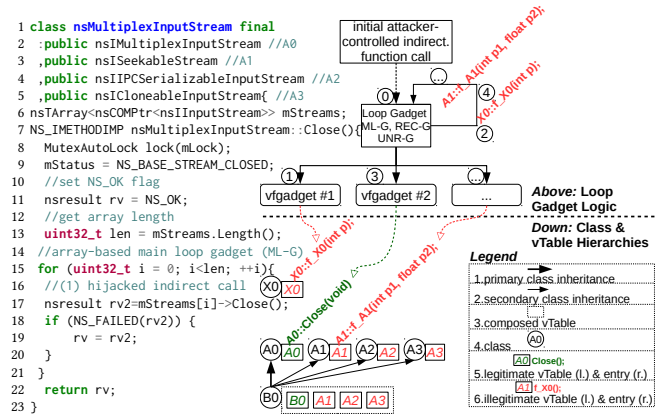 1 class nsMultiplexInputStream final
2 :public nsIMultiplexInputStream //A0
3 ,public nsISeekableStream //A1
4 ,public nsIIPCSerializableInputStream //A2
5 ,public nsICloneableInputStream{ //A3
6 nsTArray<nsCOMPtr<nsIInputStream>> mStreams;
7 NS_IMETHODIMP nsMultiplexInputStream::Close(){
8 MutexAutoLock lock(mLock);
9 mStatus = NS_BASE_STREAM_CLOSED;
10 //set NS_OK flag
11 nsresult rv = NS_OK;
12 //get array length
13 uint32_t len = mStreams.Length();
14 //array-based main loop gadget (ML-G)
15 for (uint32_t i = 0; i<len; ++i){
16 //(1) hijacked indirect call
17 nsresult rv2=mStreams[i]->Close();
18 if (NS_FAILED(rv2)) {
19 rv = rv2;
20 }
21 }
22 return rv;
23 }
initial attacker-
controlled indirect.
function call
...
A1::f_A1(int p1, float p2);
X0::f_X0(int p);
0
4
2
Loop Gadget
ML-G, REC-G
UNR-G
1
3
...
vfgadget #1
vfgadget #2
...
Above: Loop
Gadget Logic
Down: Class &
vTable Hierarchies
X0::f_X0(int p);
A0::Close(void)
A1::f_A1(int p1, float p2);
X0 X0
A0 A0 A1 A1 A2 A2 A3 A3
B0 B0 A1 A2 A3
Legend
1.primary class inheritance
2.secondary class inheritance
3.composed vTable
A0
4.class
A0 Close();
5.legitimate vTable (l.) & entry (r.)
A1 f_X0();
6.illegitimate vTable (l.) & entry (r.)